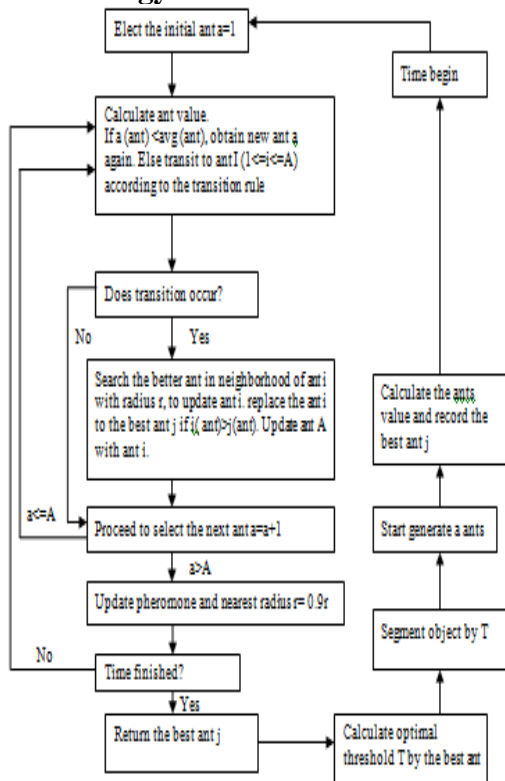 Elect the initial ant a=1
Time begin
Calculate ant value.
If a (ant) <avg (ant), obtain new ant a
again. Else transit to ant I (1<=i<=A)
according to the transition rule
Does transition occur?
No
Yes
Search the better ant in neighborhood of ant i
with radius r, to update ant i. replace the ant i
to the best ant j if i( ant)>j(ant). Update ant A
with ant i.
Calculate the ants
value and record the
best ant j
a<=A
Proceed to select the next ant a=a+1
Start generate a ants
a>A
Update pheromone and nearest radius r= 0.9r
Segment object by T
No
Time finished?
Yes
Return the best ant j
Calculate optimal
threshold T by the best ant